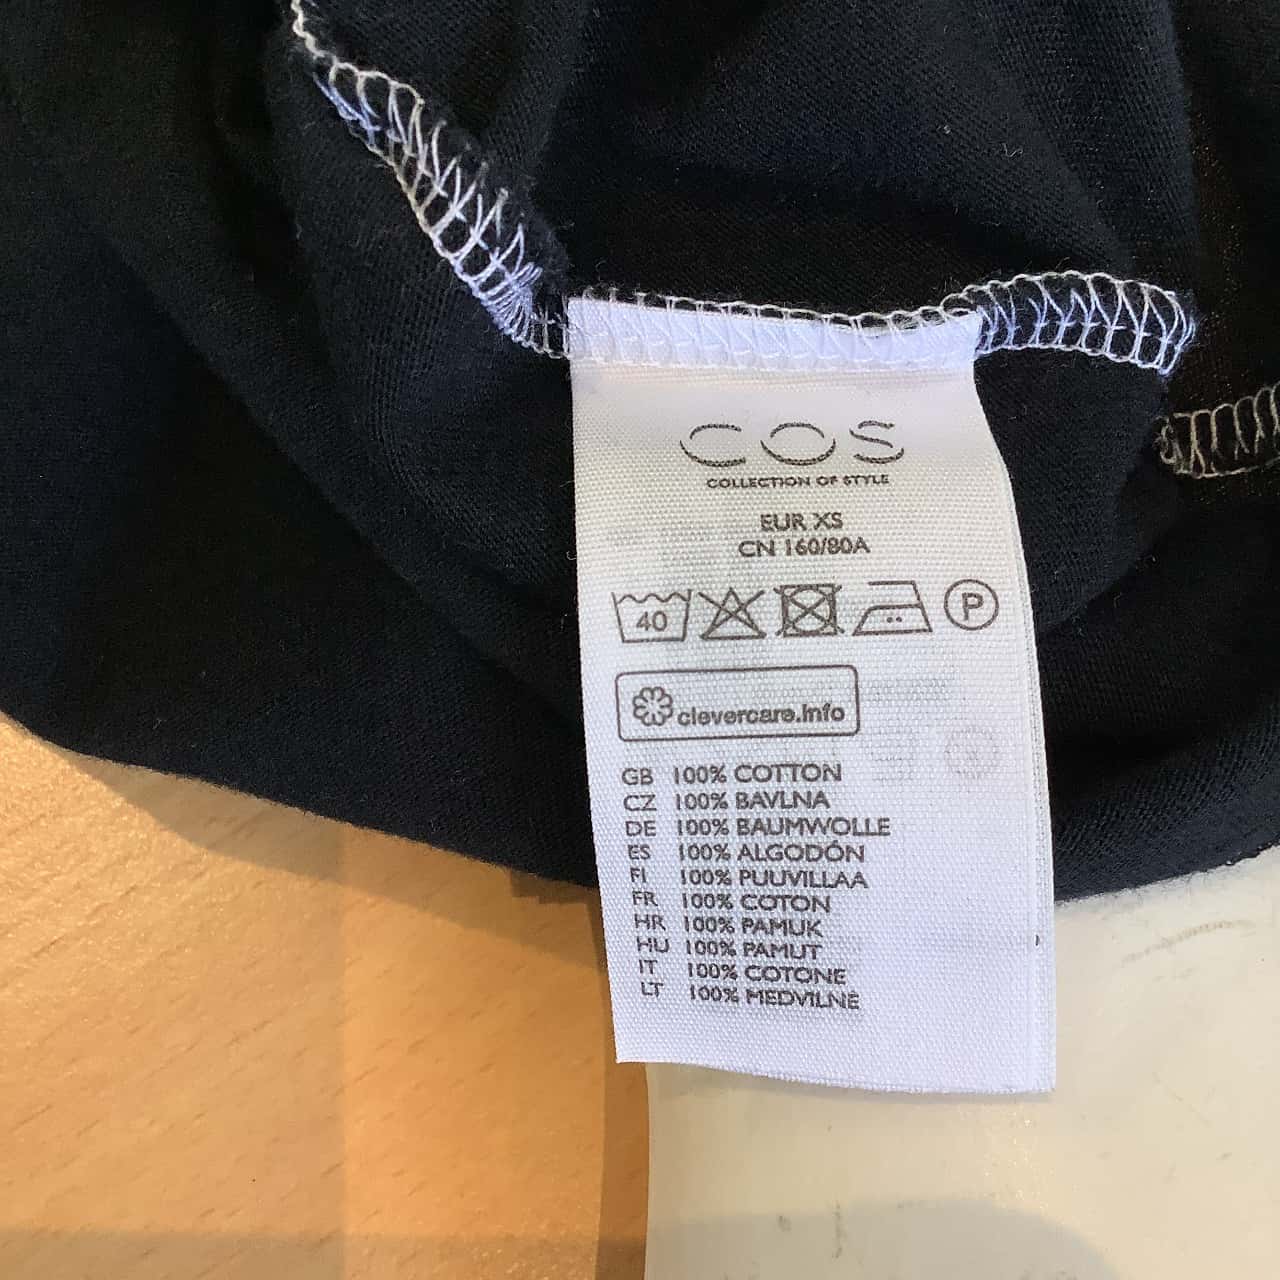 COS
COLLECTION OF STYLE
EUR XS
CN 160/80A
40 P
clevercare.info
GB 100% COTTON
CZ 100% BAVLNA
DE 100% BAUMWOLLE
ES 100% ALGODÓN
FI 100% PUUVILLAA
FR 100% COTON
HR 100% PAMUK
HU 100% PAMUT
IT 100% COTONE
LT 100% MEDVILNĖ